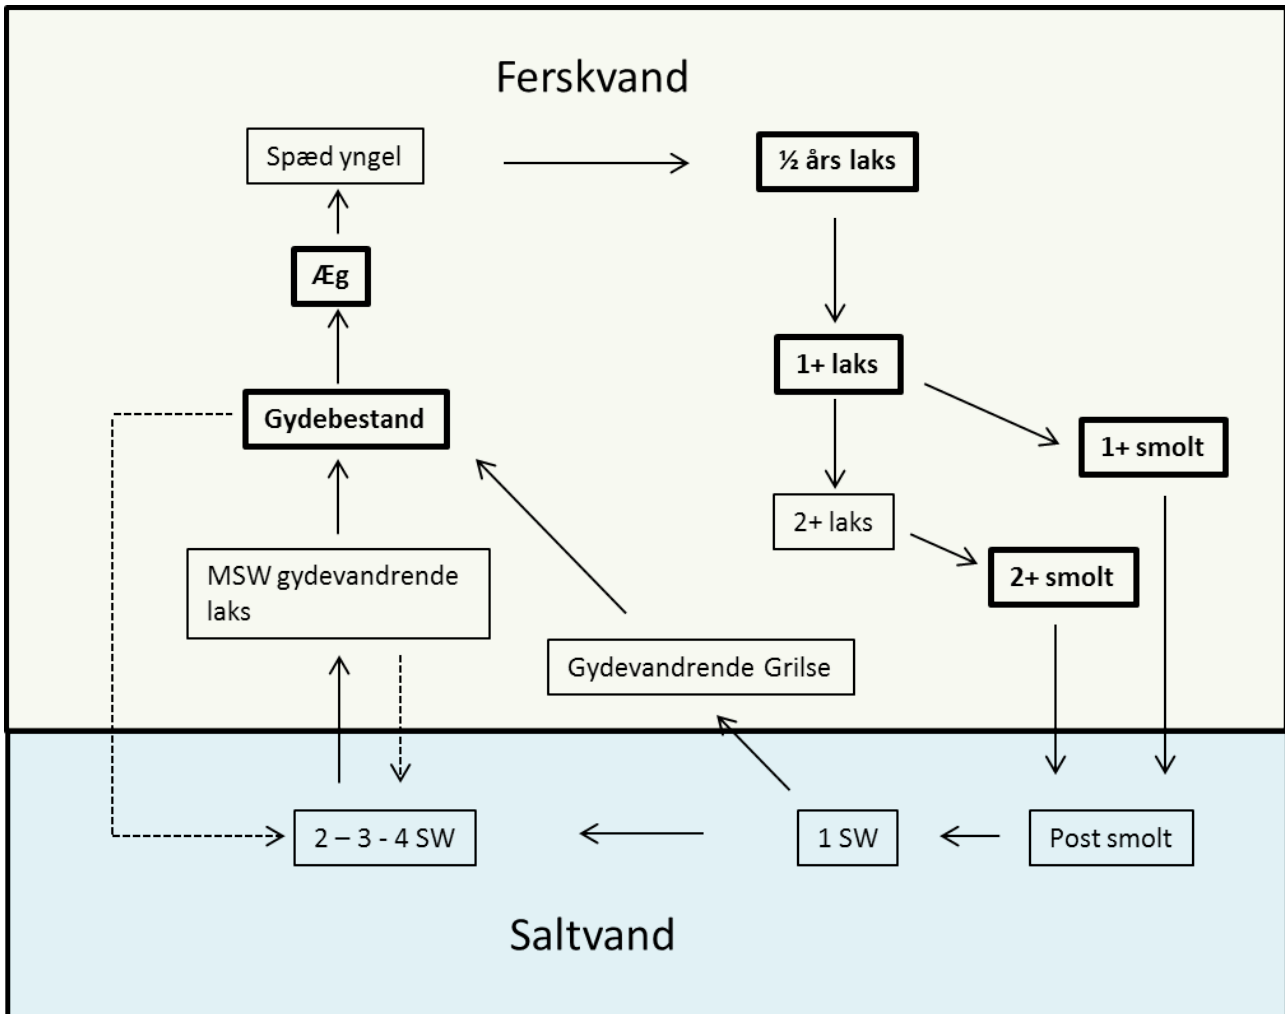 Ferskvand
Spæd yngel
½ års laks
Æg
1+ laks
Gydebestand
1+ smolt
2+ laks
MSW gydevandrende
laks
2+ smolt
Gydevandrende Grilse
2 – 3 - 4 SW
1 SW
Post smolt
Saltvand